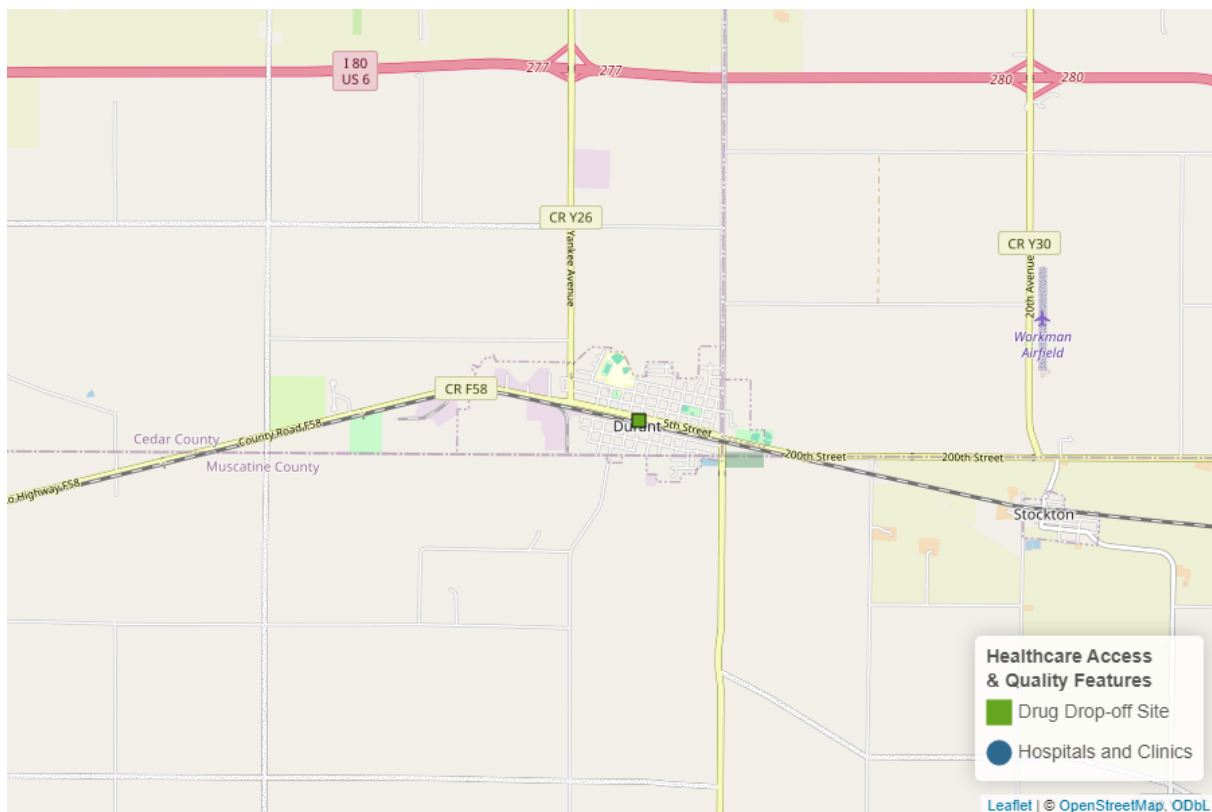 I 80
US 6
277
277
280
280
CR Y26
Yankee Avenue
CR Y30
20th Avenue
Workman
Airfield
CR F58
County Road F58
Cedar County
Muscatine County
Highway F58
Durant
5th Street
200th Street
200th Street
Stockton
Healthcare Access
& Quality Features
Drug Drop-off Site
Hospitals and Clinics
Leaflet | © OpenStreetMap, ODbL